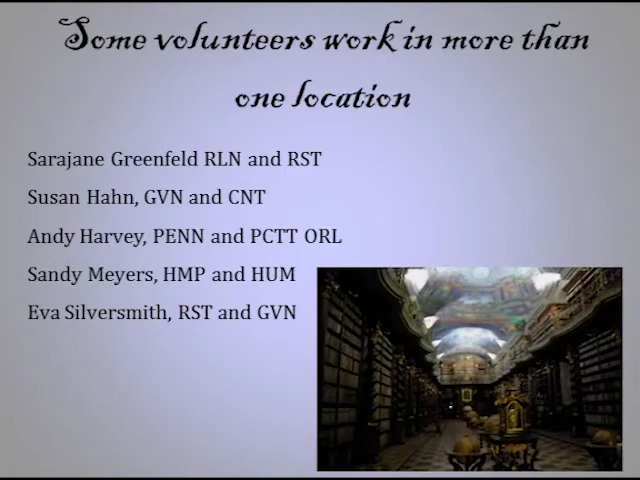 Some volunteers work in more than
one location
Sarajane Greenfeld RLN and RST
Susan Hahn, GVN and CNT
Andy Harvey, PENN and PCTT ORL
Sandy Meyers, HMP and HUM
Eva Silversmith, RST and GVN